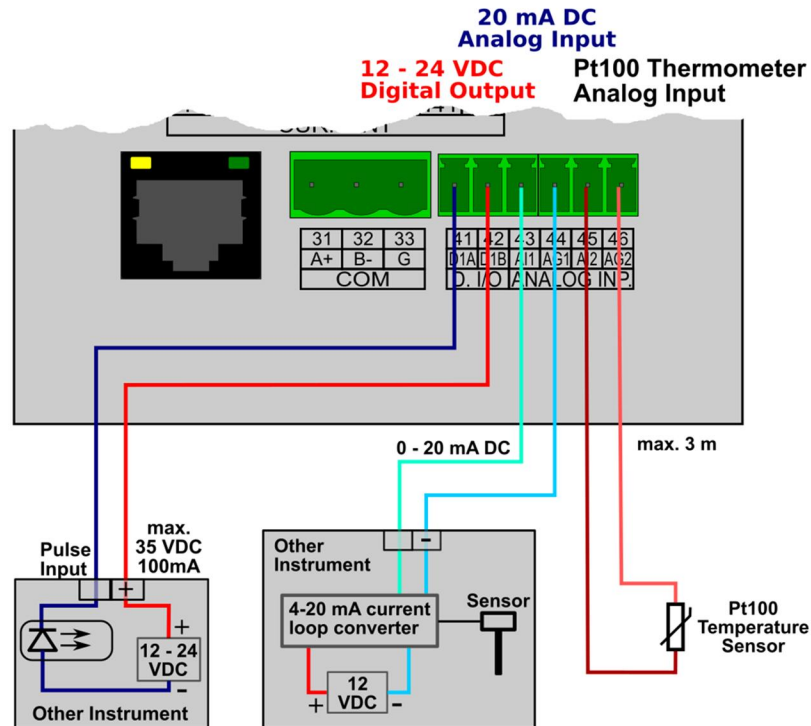 20 mA DC
Analog Input
12 - 24 VDC
Digital Output
Pt100 Thermometer
Analog Input
31 32 33
A+ B- G
COM
41 42 43 44 45 46
D1A D1B AI1 AG1 AI2 AG2
D. I/O ANALOG INP.
0 - 20 mA DC
max. 3 m
Pulse
Input
max.
35 VDC
100mA
+
12 - 24
VDC
+
-
Other Instrument
Other
Instrument
-
4-20 mA current
loop converter
Sensor
12
VDC
+
-
Pt100
Temperature
Sensor